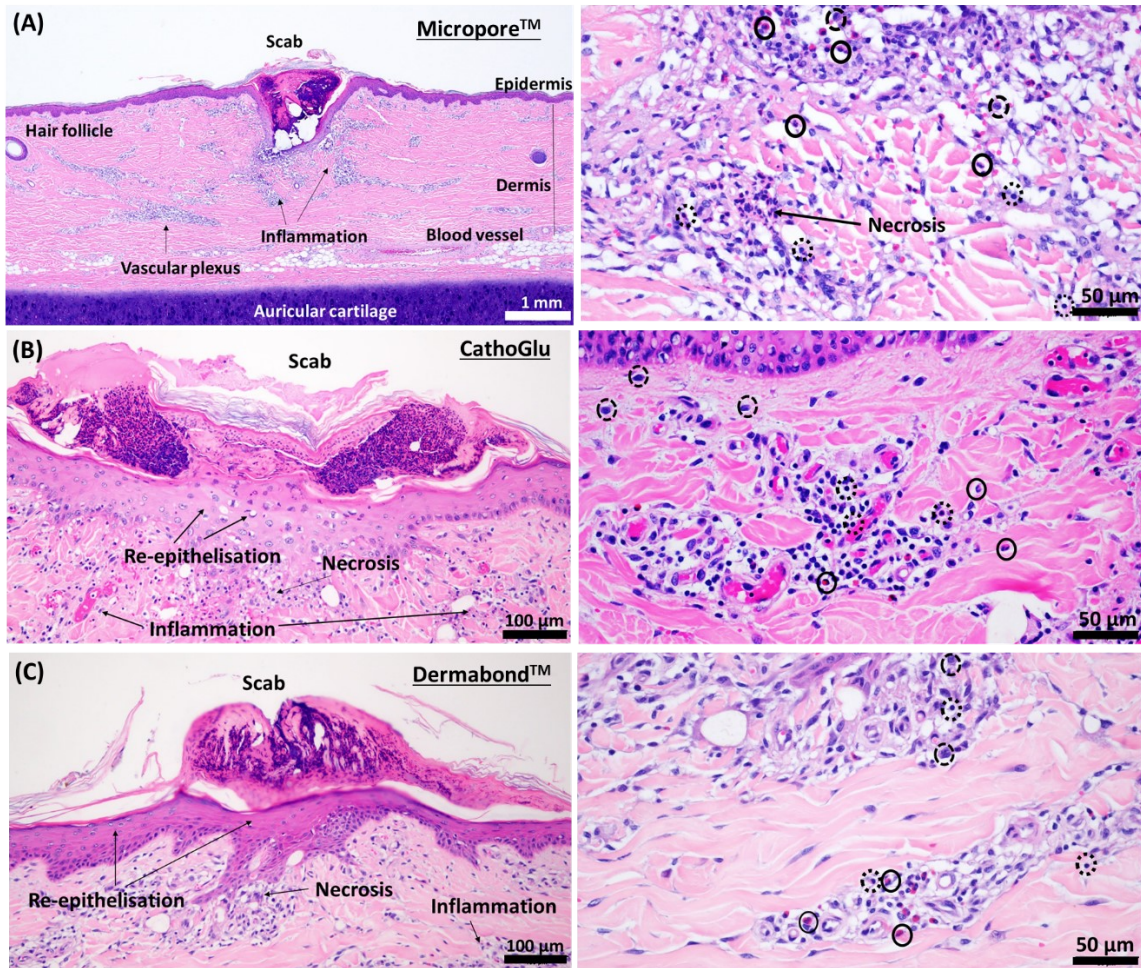 (A)
Micropore™
Scab
Epidermis
Hair follicle
Dermis
Inflammation
Blood vessel
Vascular plexus
Auricular cartilage
1 mm
Necrosis
50 µm
(B)
Scab
CathoGlu
Re-epithelisation
Necrosis
Inflammation
100 µm
50 µm
(C)
Scab
Dermabond™
Re-epithelisation
Necrosis
Inflammation
100 µm
50 µm